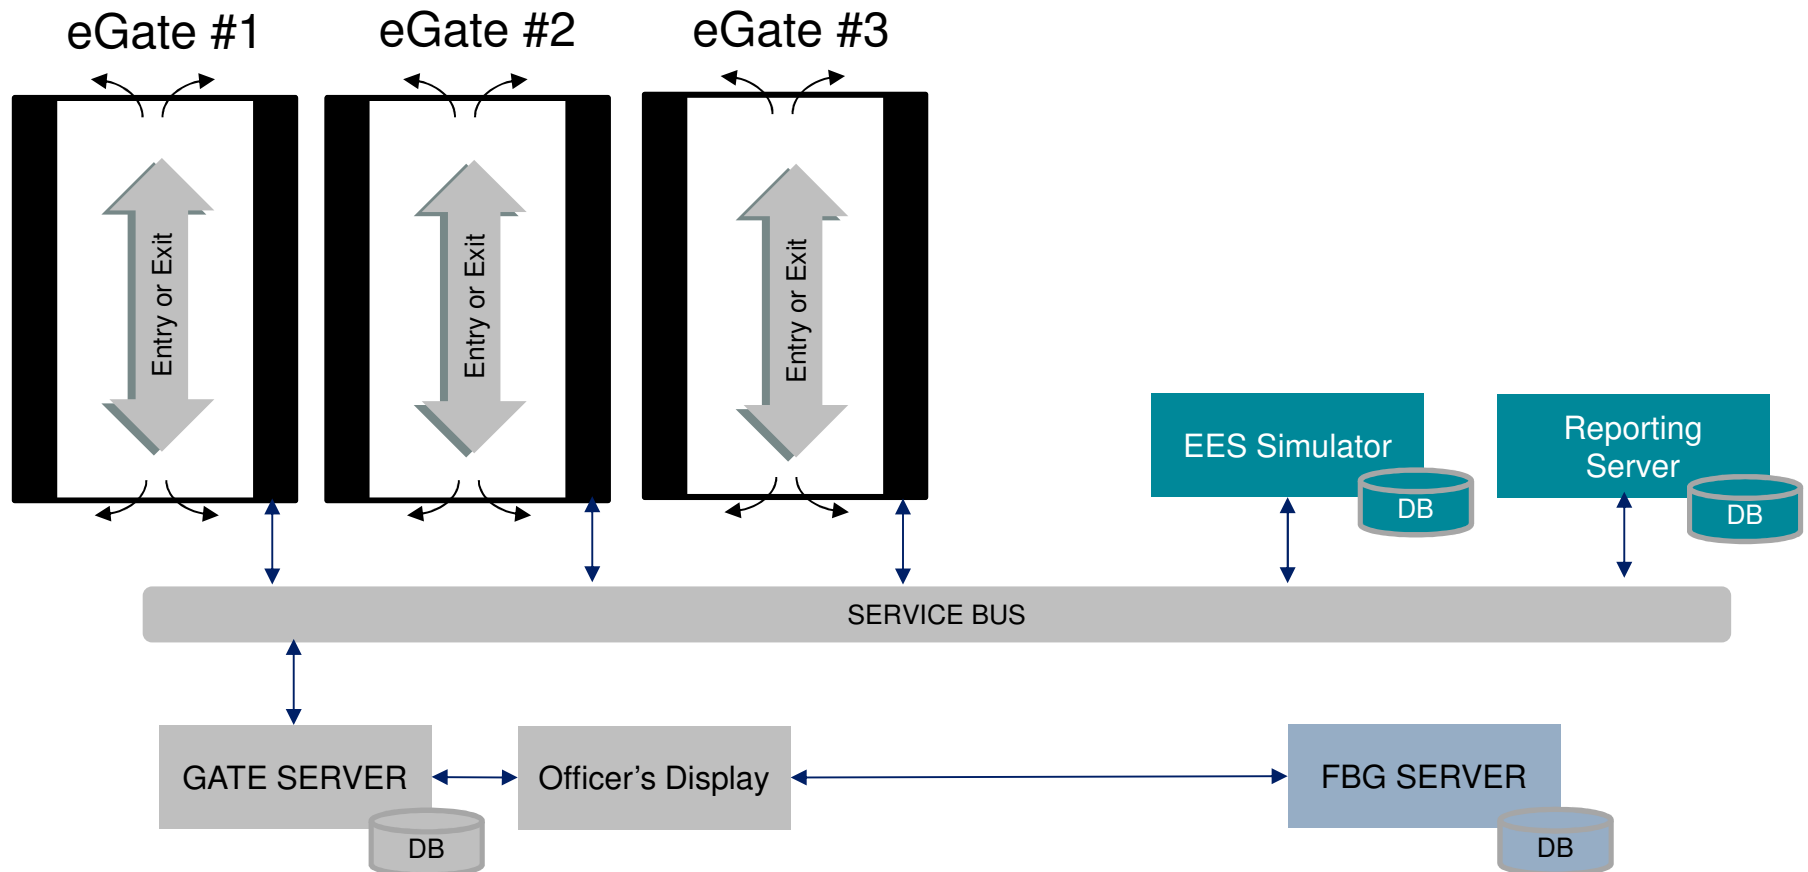 eGate #1
eGate #2
eGate #3
Entry or Exit
Entry or Exit
Entry or Exit
EES Simulator
DB
Reporting
Server
DB
SERVICE BUS
GATE SERVER
DB
Officer's Display
FBG SERVER
DB